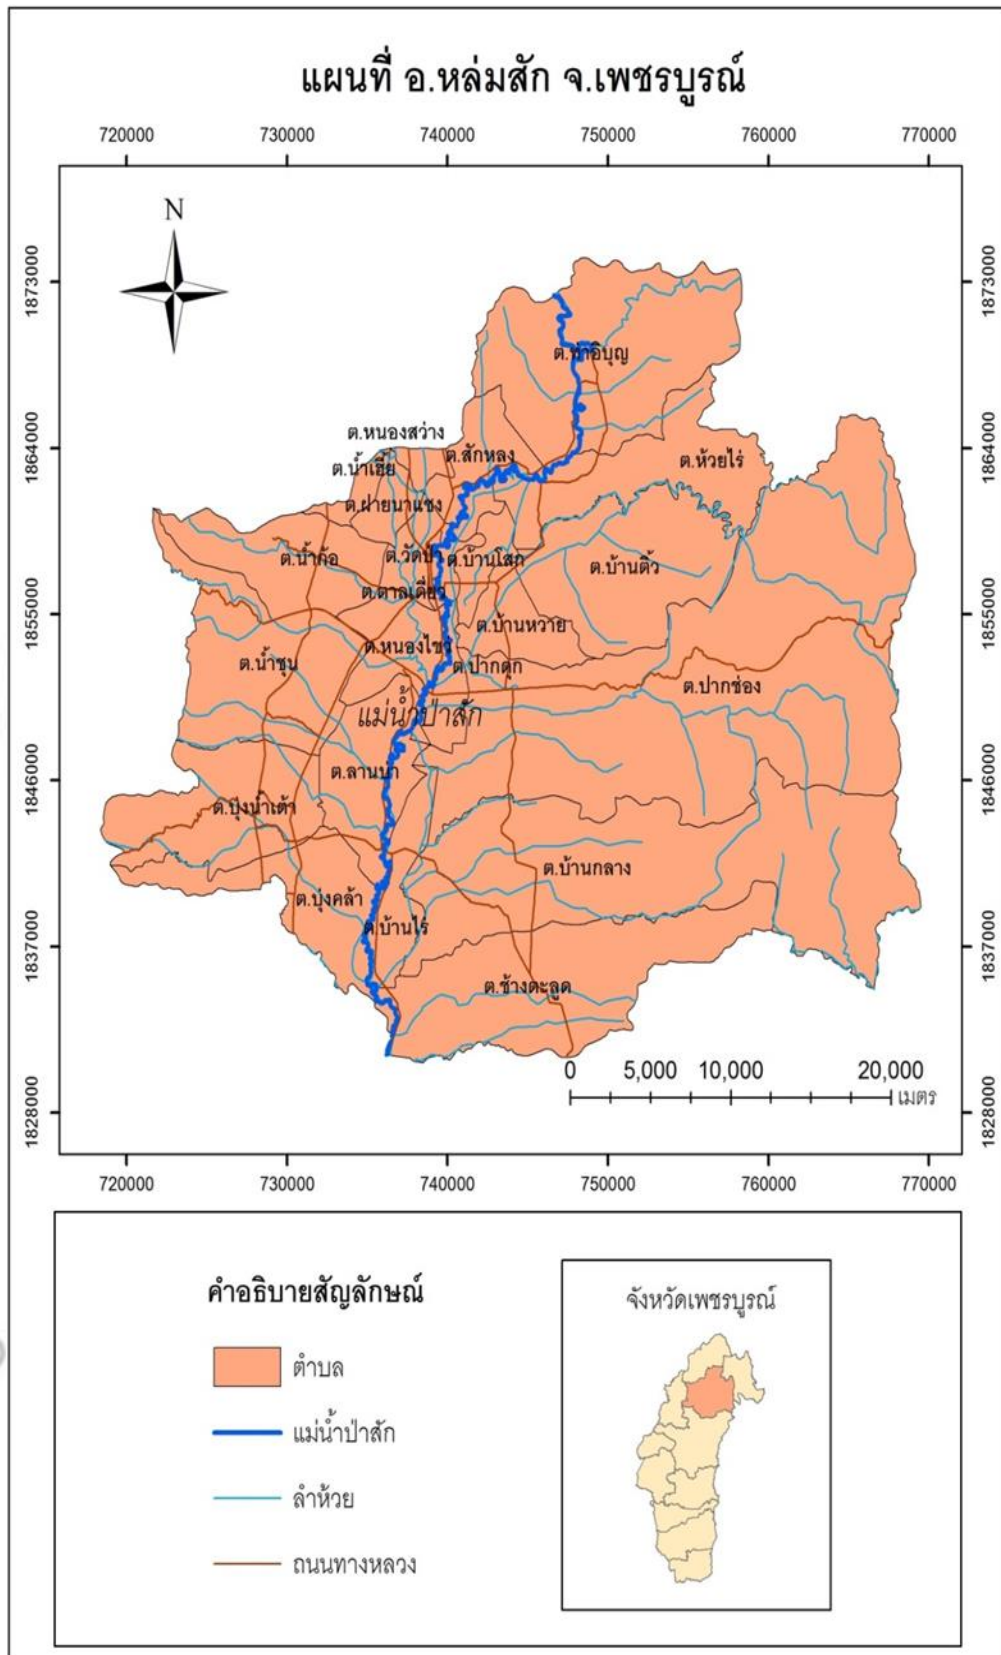 แผนที่ อ.หล่มสัก จ.เพชรบูรณ์
720000 730000 740000 750000 760000 770000
N
1873000 1873000
ต.ท่าอิบุญ
ต.หนองสว่าง
1864000 1864000
ต.สักหลง
ต.ห้วยไร่
ต.น้ำเฮี้ย
ต.ฝายนาแซง
ต.วัดป่า
ต.บ้านโสก
ต.น้ำก้อ
ต.บ้านติ้ว
ต.ตาลเดี่ยว
1855000 1855000
ต.บ้านหวาย
ต.หนองไขว่
ต.น้ำชุน
ต.ปากดุก
ต.ปากช่อง
แม่น้ำป่าสัก
ต.ลานบ่า
1846000 1846000
ต.บุ่งน้ำเต้า
ต.บ้านกลาง
ต.บุ่งคล้า
ต.บ้านไร่
1837000 1837000
ต.ช้างตะลูด
0 5,000 10,000 20,000
เมตร
1828000 1828000
720000 730000 740000 750000 760000 770000
คำอธิบายสัญลักษณ์
ตำบล
แม่น้ำป่าสัก
ลำห้วย
ถนนทางหลวง
จังหวัดเพชรบูรณ์